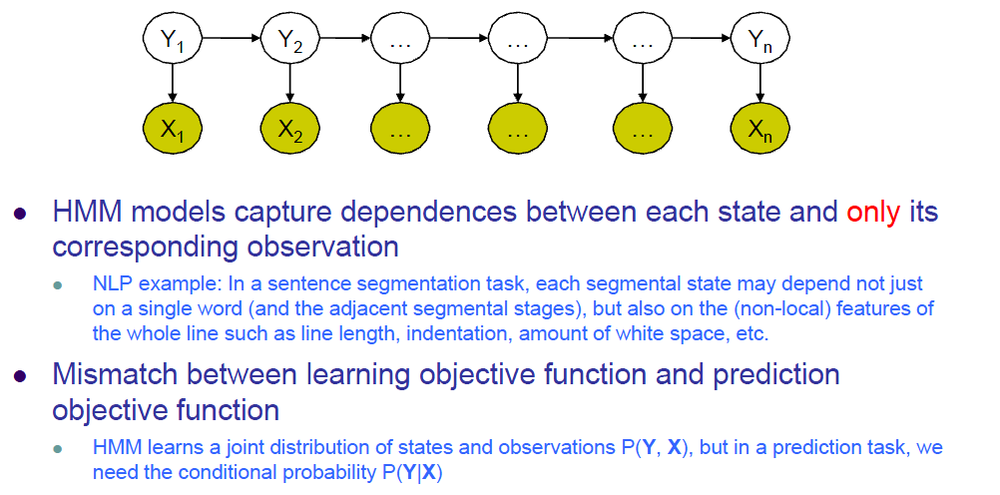 Y1 Y2 ... ... ... Yn
X1 X2 ... ... ... Xn
HMM models capture dependences between each state and only its
corresponding observation
NLP example: In a sentence segmentation task, each segmental state may depend not just
on a single word (and the adjacent segmental stages), but also on the (non-local) features of
the whole line such as line length, indentation, amount of white space, etc.
Mismatch between learning objective function and prediction
objective function
HMM learns a joint distribution of states and observations P(Y, X), but in a prediction task, we
need the conditional probability P(Y|X)